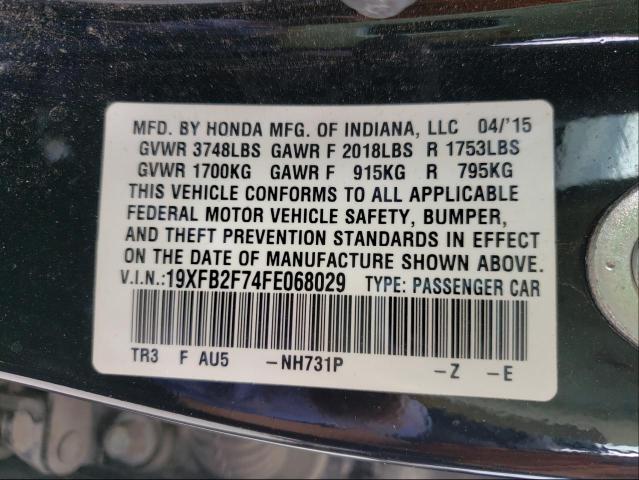 MFD. BY HONDA MFG. OF INDIANA, LLC 04/'15
GVWR 3748LBS GAWR F 2018LBS R 1753LBS
GVWR 1700KG GAWR F 915KG R 795KG
THIS VEHICLE CONFORMS TO ALL APPLICABLE
FEDERAL MOTOR VEHICLE SAFETY, BUMPER,
AND THEFT PREVENTION STANDARDS IN EFFECT
ON THE DATE OF MANUFACTURE SHOWN ABOVE.
V.I.N.:19XFB2F74FE068029 TYPE: PASSENGER CAR
TR3 F AU5 -NH731P -Z -E